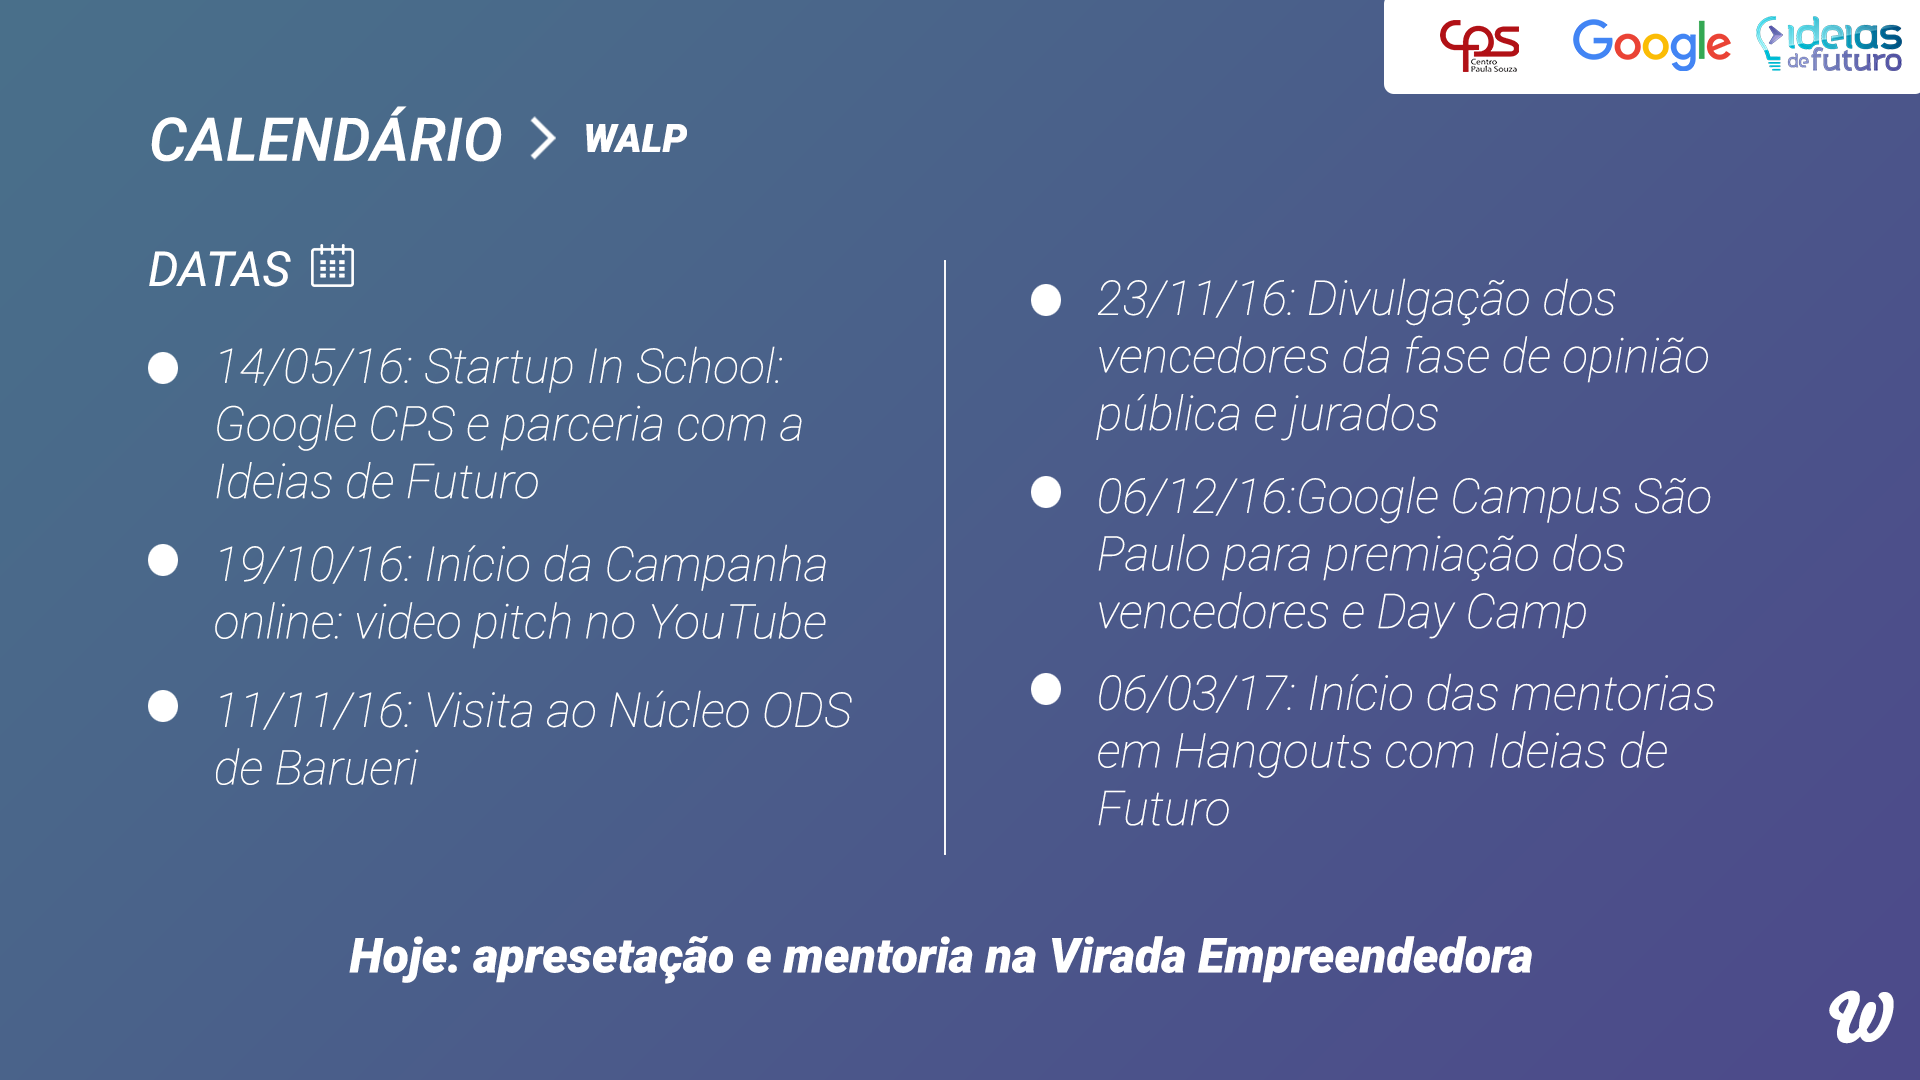 cps
Centro
Paula Souza
Google
ideias
de futuro
CALENDÁRIO > WALP
DATAS
14/05/16: Startup In School:
Google CPS e parceria com a
Ideias de Futuro
19/10/16: Início da Campanha
online: video pitch no YouTube
11/11/16: Visita ao Núcleo ODS
de Barueri
23/11/16: Divulgação dos
vencedores da fase de opinião
pública e jurados
06/12/16:Google Campus São
Paulo para premiação dos
vencedores e Day Camp
06/03/17: Início das mentorias
em Hangouts com Ideias de
Futuro
Hoje: apresetação e mentoria na Virada Empreendedora
W